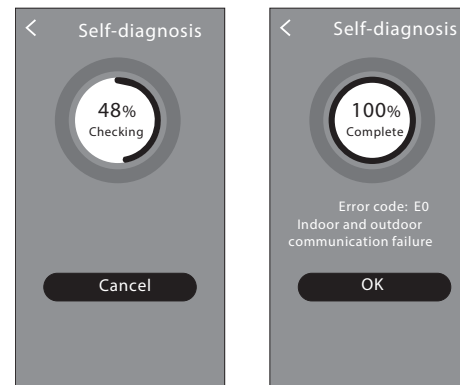 Self-diagnosis
48%
Checking
Cancel
Self-diagnosis
100%
Complete
Error code: E0
Indoor and outdoor
communication failure
OK